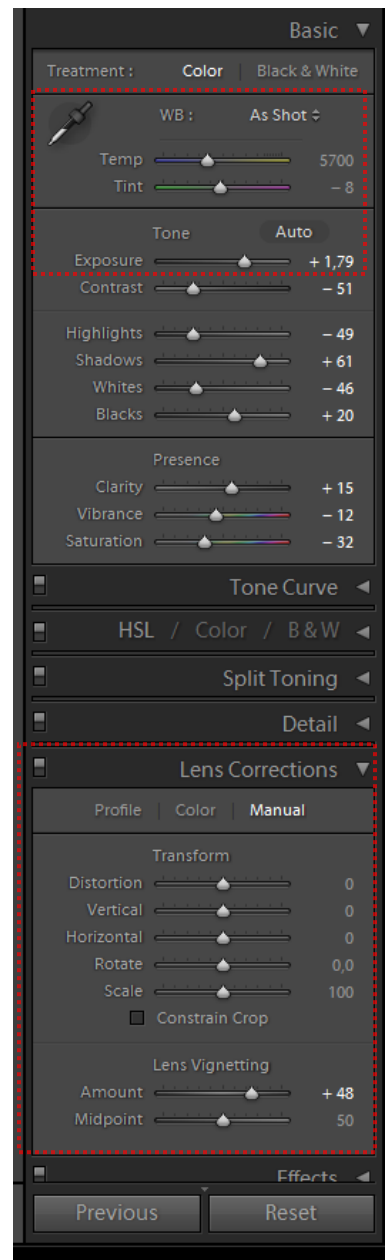 Basic ▼
Treatment : Color | Black & White
WB : As Shot
Temp 5700
Tint – 8
Tone Auto
Exposure + 1,79
Contrast – 51
Highlights – 49
Shadows + 61
Whites – 46
Blacks + 20
Presence
Clarity + 15
Vibrance – 12
Saturation – 32
Tone Curve ◀
HSL / Color / B & W ◀
Split Toning ◀
Detail ◀
Lens Corrections ▼
Profile | Color | Manual
Transform
Distortion 0
Vertical 0
Horizontal 0
Rotate 0,0
Scale 100
Constrain Crop
Lens Vignetting
Amount + 48
Midpoint 50
Effects ◀
Previous Reset